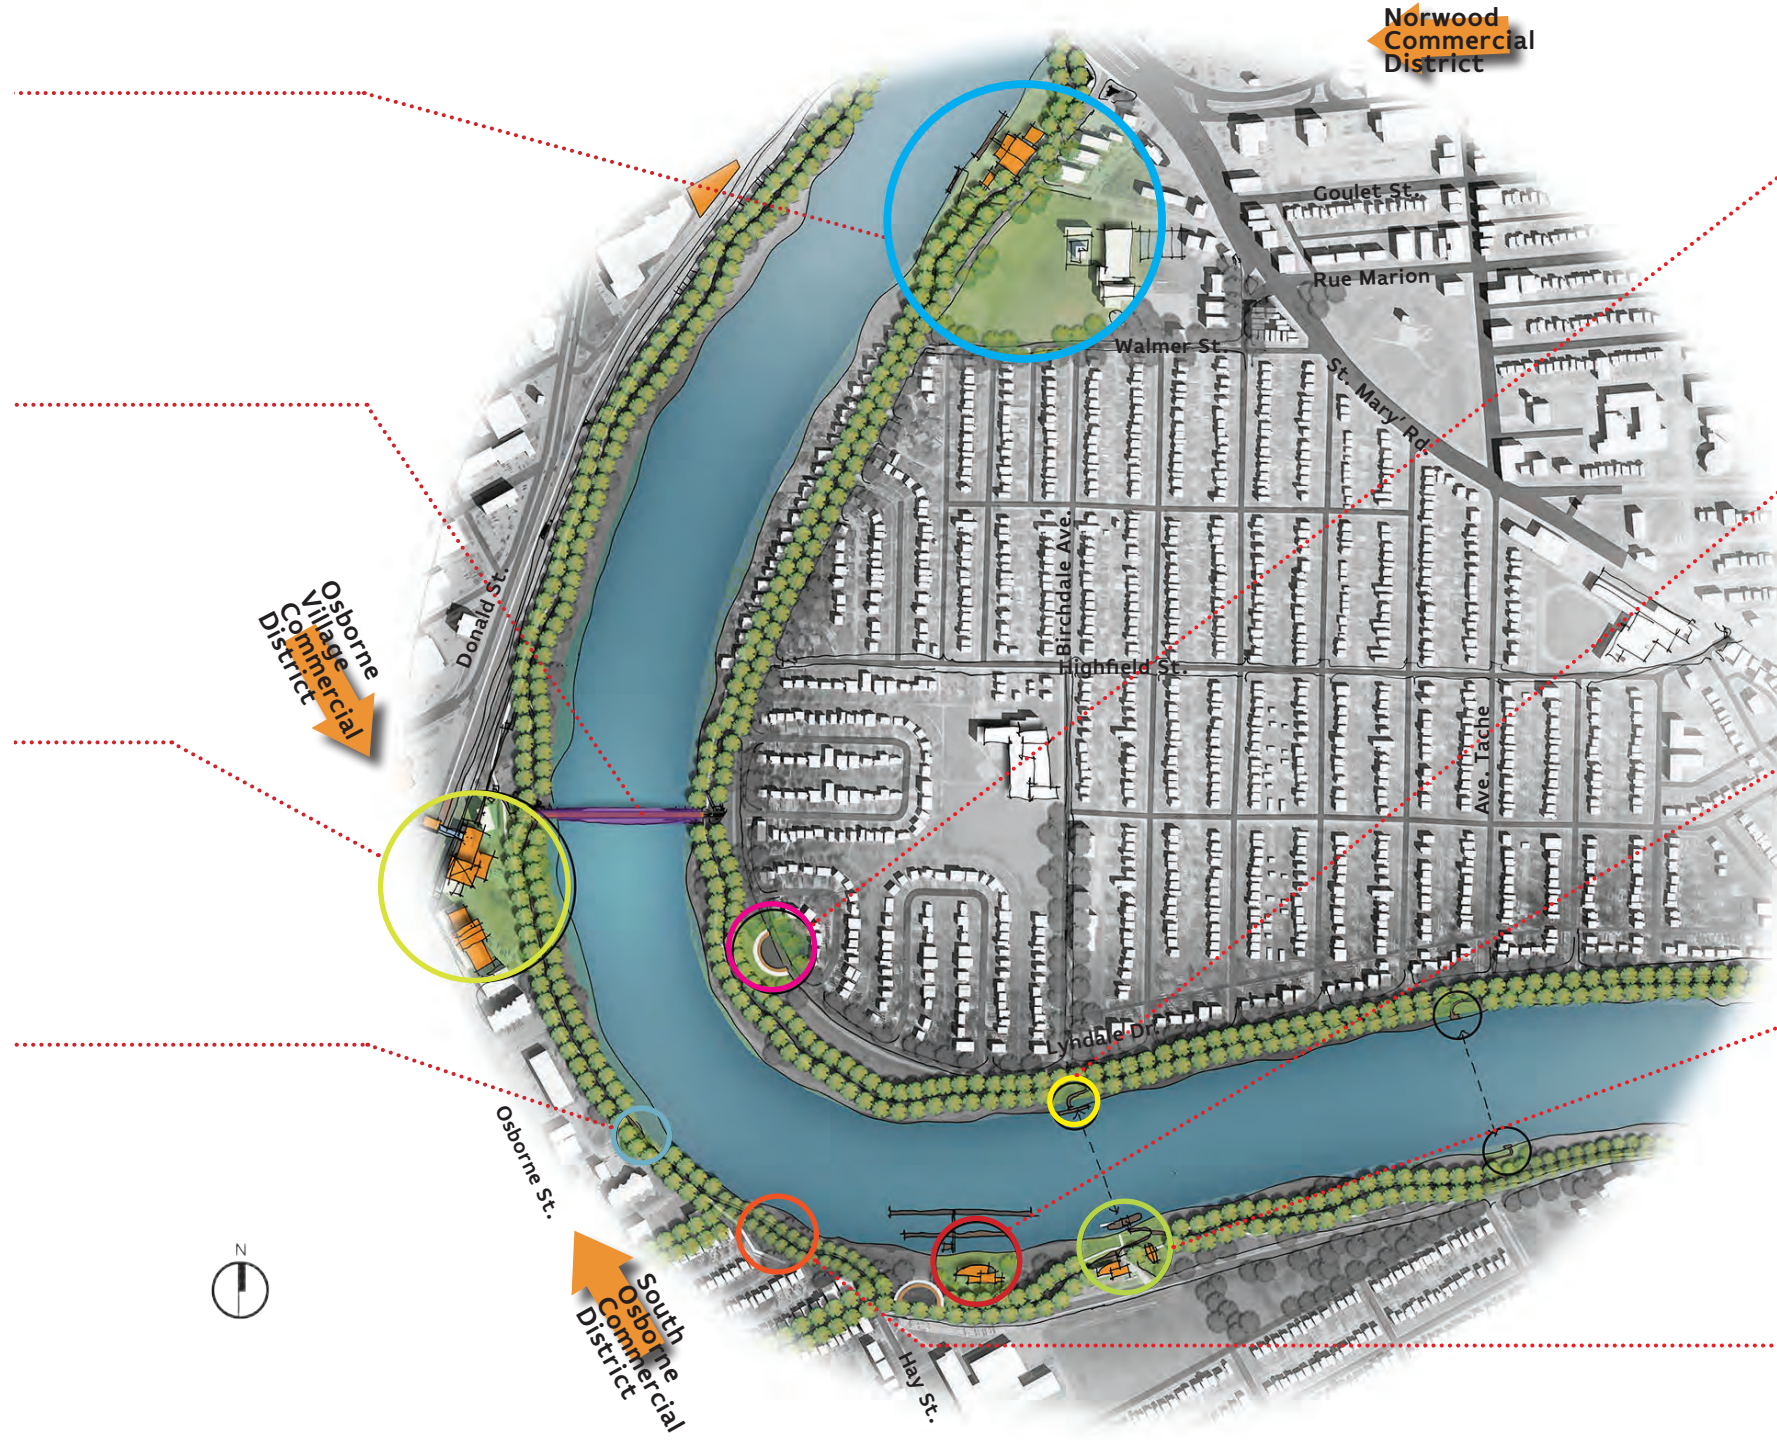 Norwood
Commercial
District
Goulet St.
Rue Marion
Walmer St.
St. Mary' Rd.
Birchdale Ave.
Highfield St.
Donald St.
Osborne
Village
Commercial
District
Ave. Tache
Lyndale Dr.
Osborne St.
South
Osborne
Commercial
District
Hay St.
N